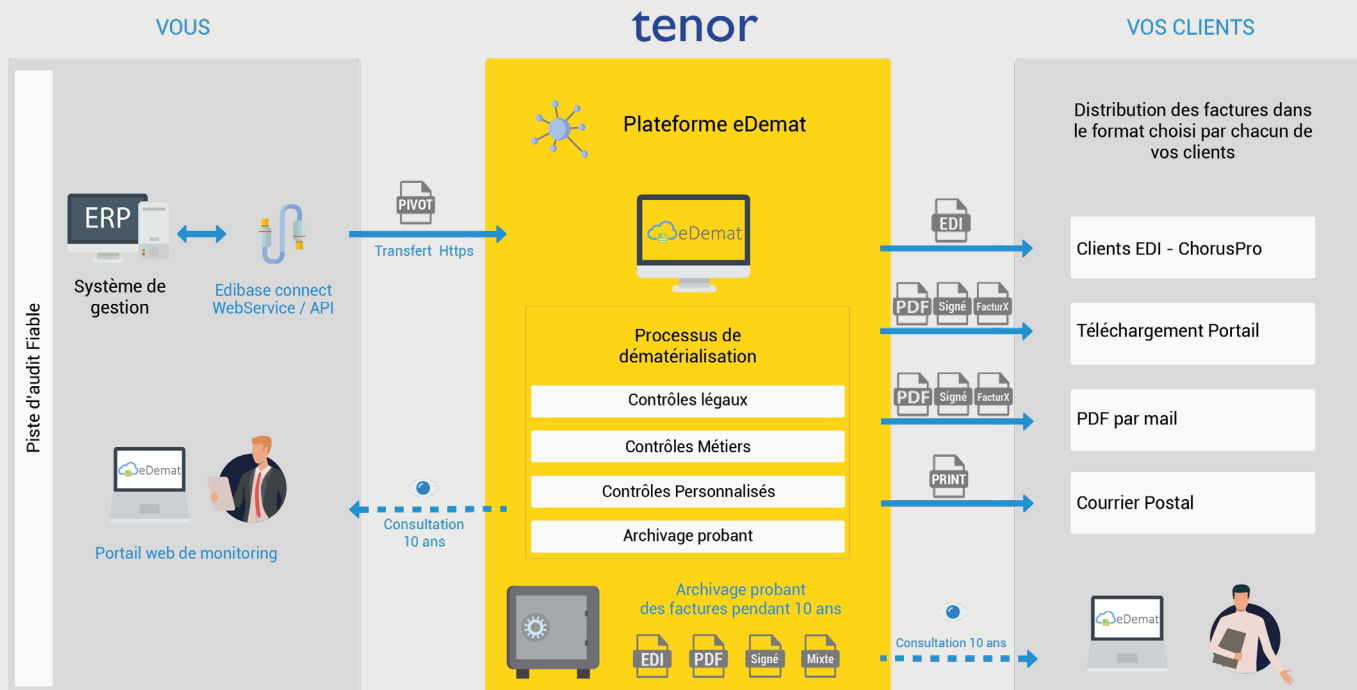 VOUS
tenor
VOS CLIENTS
Piste d'audit Fiable
ERP
Système de
gestion
Edibase connect
WebService / API
PIVOT
Transfert Https
eDemat
Portail web de monitoring
Consultation
10 ans
Plateforme eDemat
eDemat
Processus de
dématérialisation
Contrôles légaux
Contrôles Métiers
Contrôles Personnalisés
Archivage probant
Archivage probant
des factures pendant 10 ans
EDI
PDF
Signé
Mixte
EDI
PDF
Signé
FacturX
PDF
Signé
FacturX
PRINT
Consultation 10 ans
Distribution des factures dans
le format choisi par chacun de
vos clients
Clients EDI - ChorusPro
Téléchargement Portail
PDF par mail
Courrier Postal
eDemat